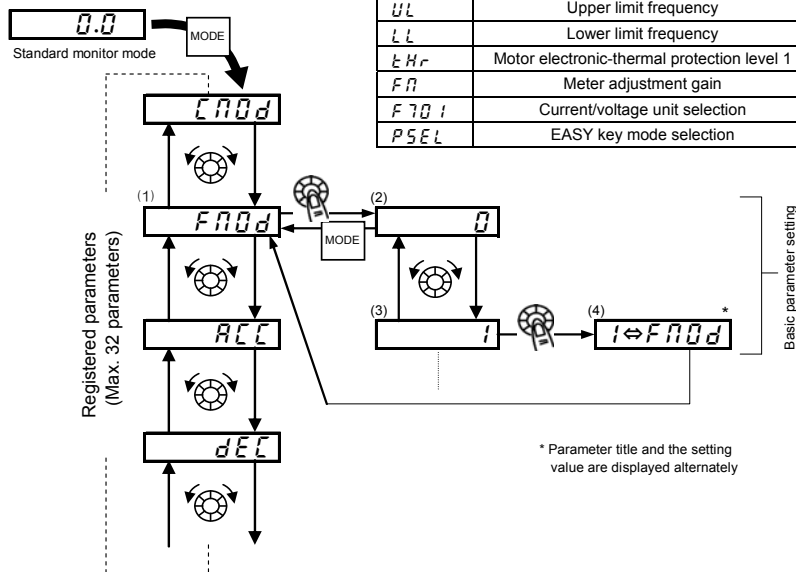 UL Upper limit frequency
LL Lower limit frequency
tHr Motor electronic-thermal protection level 1
FM Meter adjustment gain
F701 Current/voltage unit selection
PSEL EASY key mode selection
0.0
MODE
Standard monitor mode
CMOd
(1)
FMOd
(2)
0
MODE
(3)
1
(4)
*
1⇔FMOd
ACC
dEC
Registered parameters
(Max. 32 parameters)
Basic parameter setting
* Parameter title and the setting
value are displayed alternately